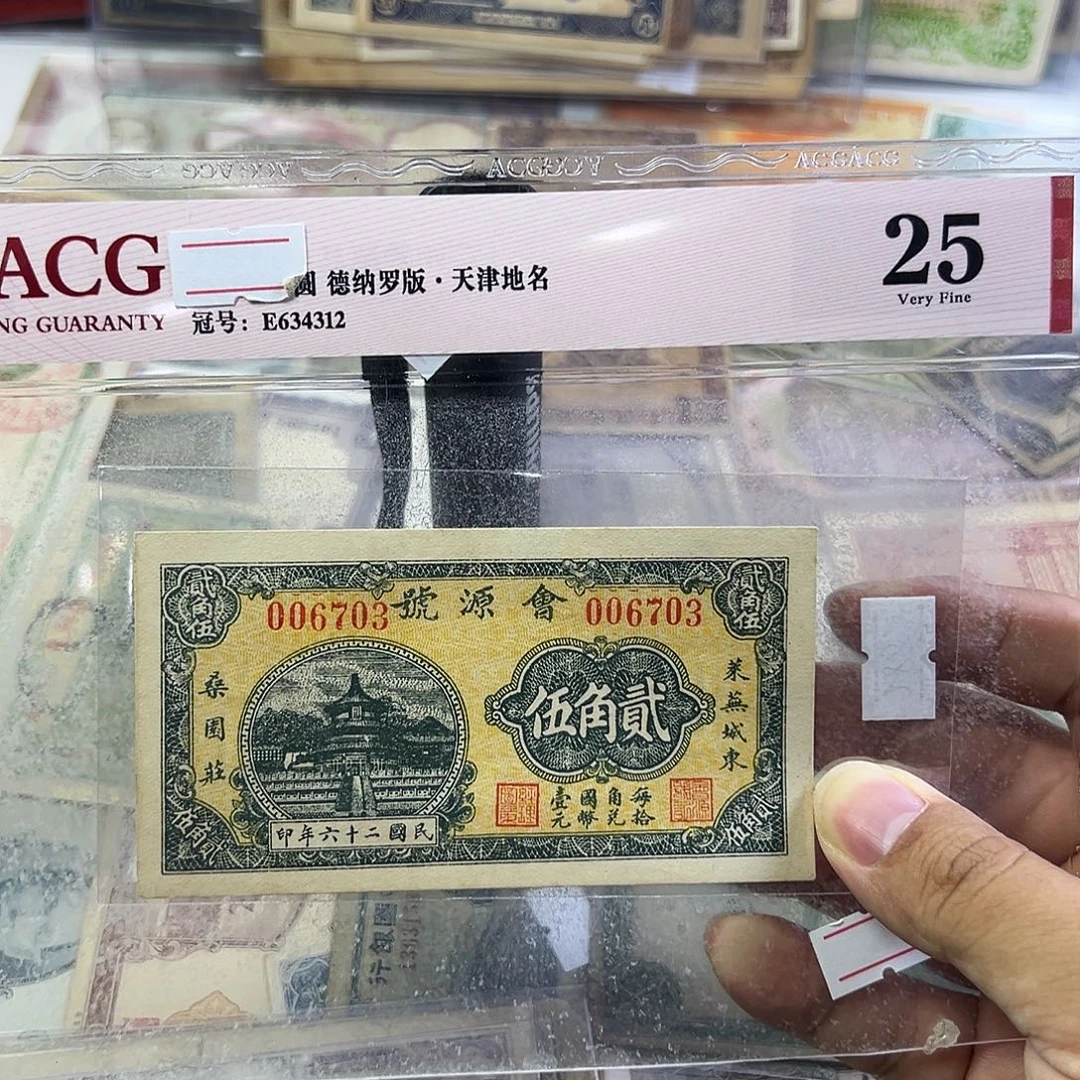 ACGACG
ACG
25
圆 德纳罗版·天津地名
Very Fine
NG GUARANTY
冠号: E634312
貳角伍
貳角伍
006703
號源會
006703
桑園莊
萊蕪城東
伍角貳
每拾角兌國幣壹元
印年六十二國民
伍角貳
伍角貳